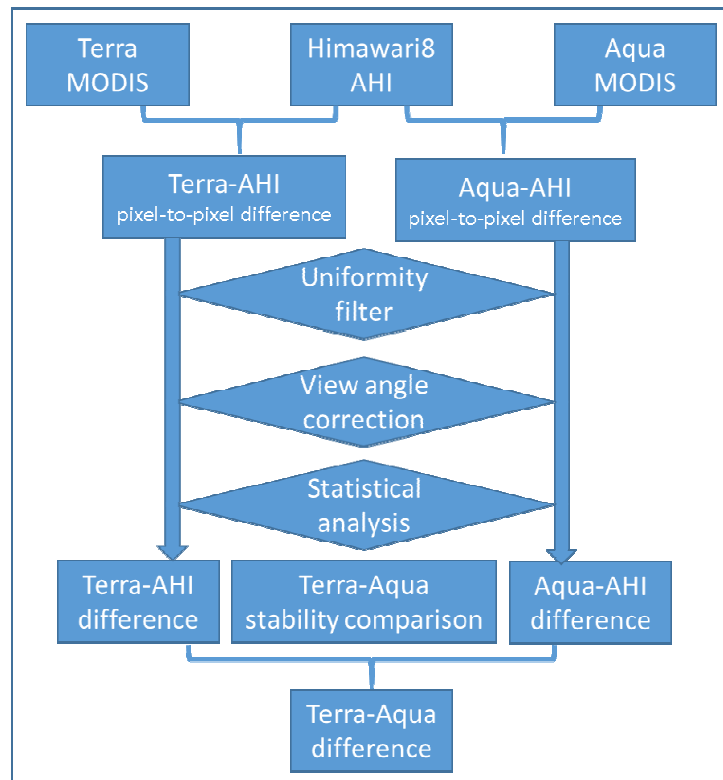 Terra
MODIS
Himawari8
AHI
Aqua
MODIS
Terra-AHI
pixel-to-pixel difference
Aqua-AHI
pixel-to-pixel difference
Uniformity
filter
View angle
correction
Statistical
analysis
Terra-AHI
difference
Terra-Aqua
stability comparison
Aqua-AHI
difference
Terra-Aqua
difference